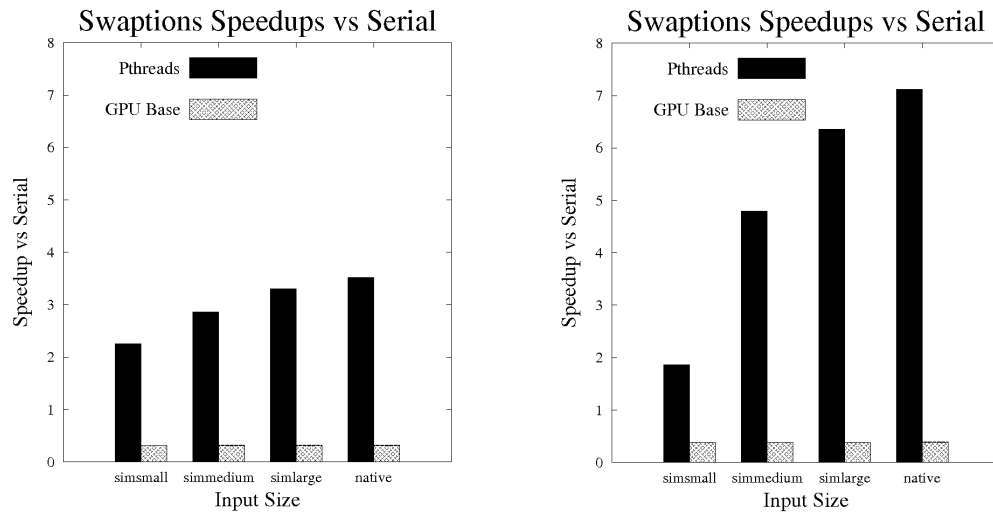 Swaptions Speedups vs Serial
Pthreads
GPU Base
Speedup vs Serial
8
7
6
5
4
3
2
1
0
simsmall simmedium simlarge native
Input Size
Swaptions Speedups vs Serial
Pthreads
GPU Base
Speedup vs Serial
8
7
6
5
4
3
2
1
0
simsmall simmedium simlarge native
Input Size